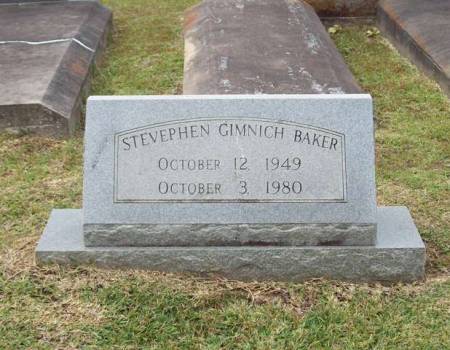 STEVEPHEN GIMNICH BAKER
OCTOBER 12, 1949
OCTOBER 3, 1980